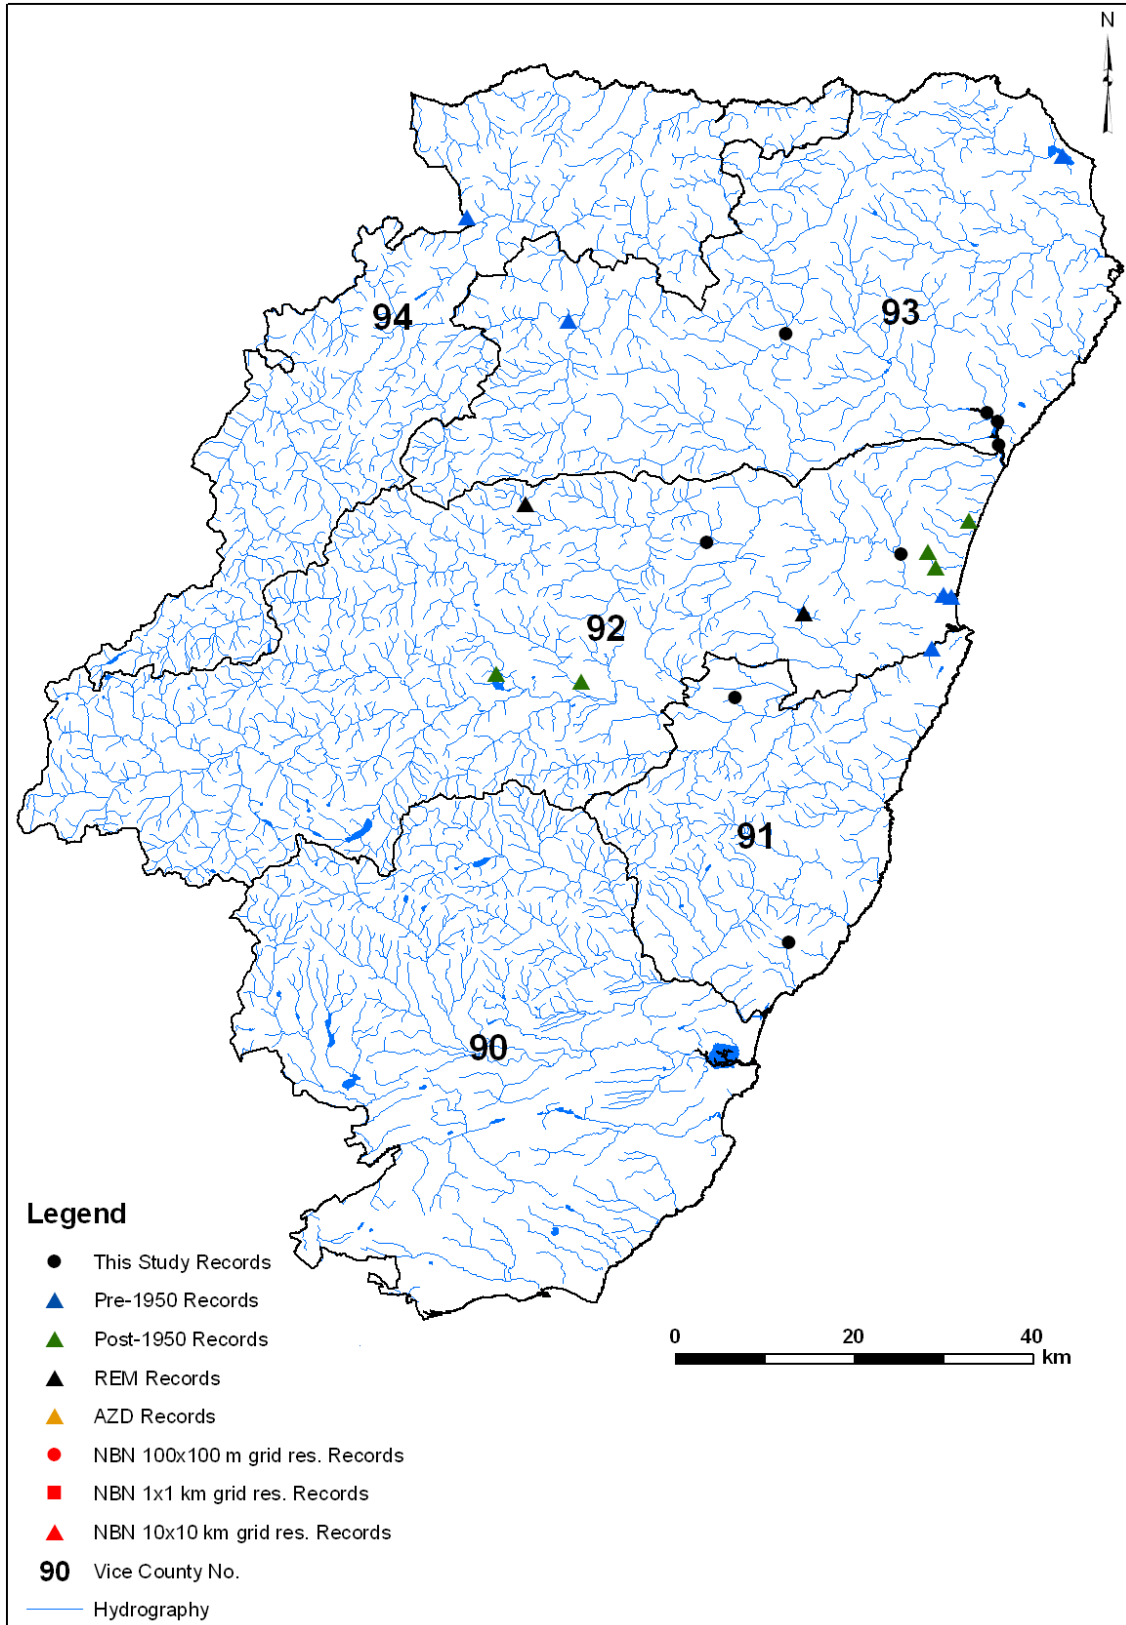 N
94
93
92
91
90
Legend
This Study Records
Pre-1950 Records
Post-1950 Records
REM Records
AZD Records
NBN 100x100 m grid res. Records
NBN 1x1 km grid res. Records
NBN 10x10 km grid res. Records
90 Vice County No.
Hydrography
0 20 40
km